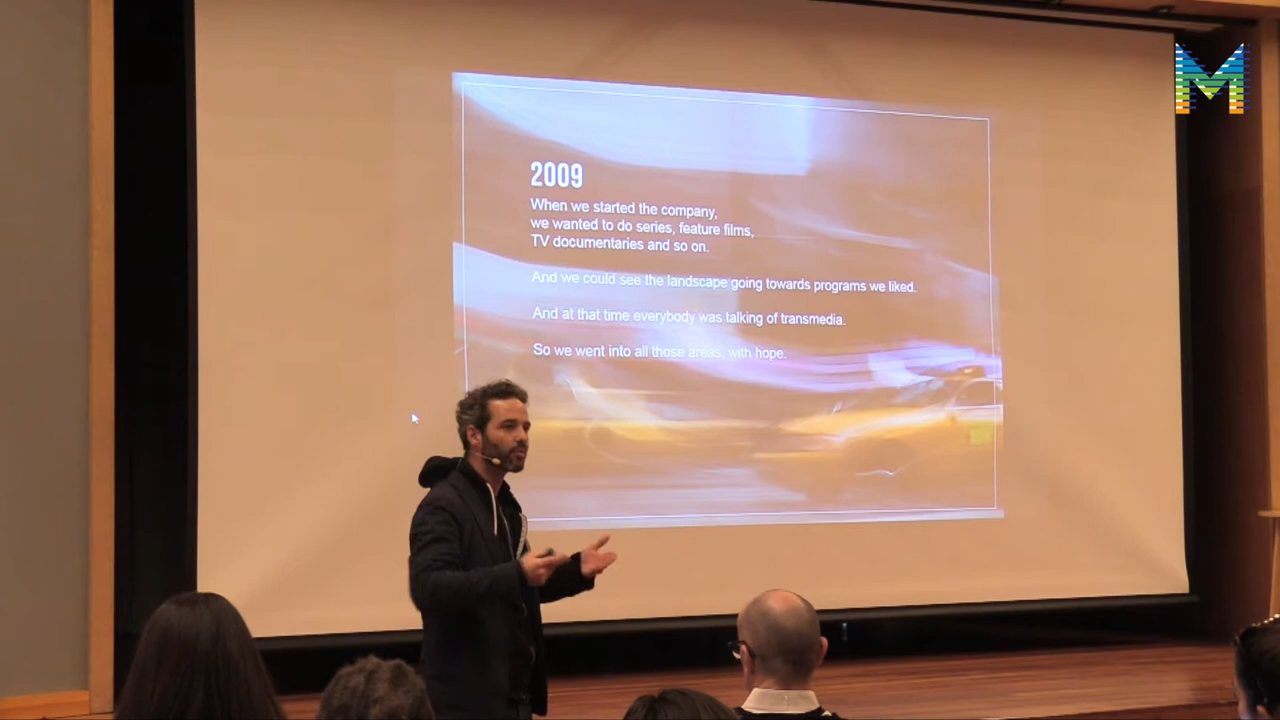 M
2009
When we started the company,
we wanted to do series, feature films,
TV documentaries and so on.
And we could see the landscape going towards programs we liked.
And at that time everybody was talking of transmedia.
So we went into all those areas, with hope.